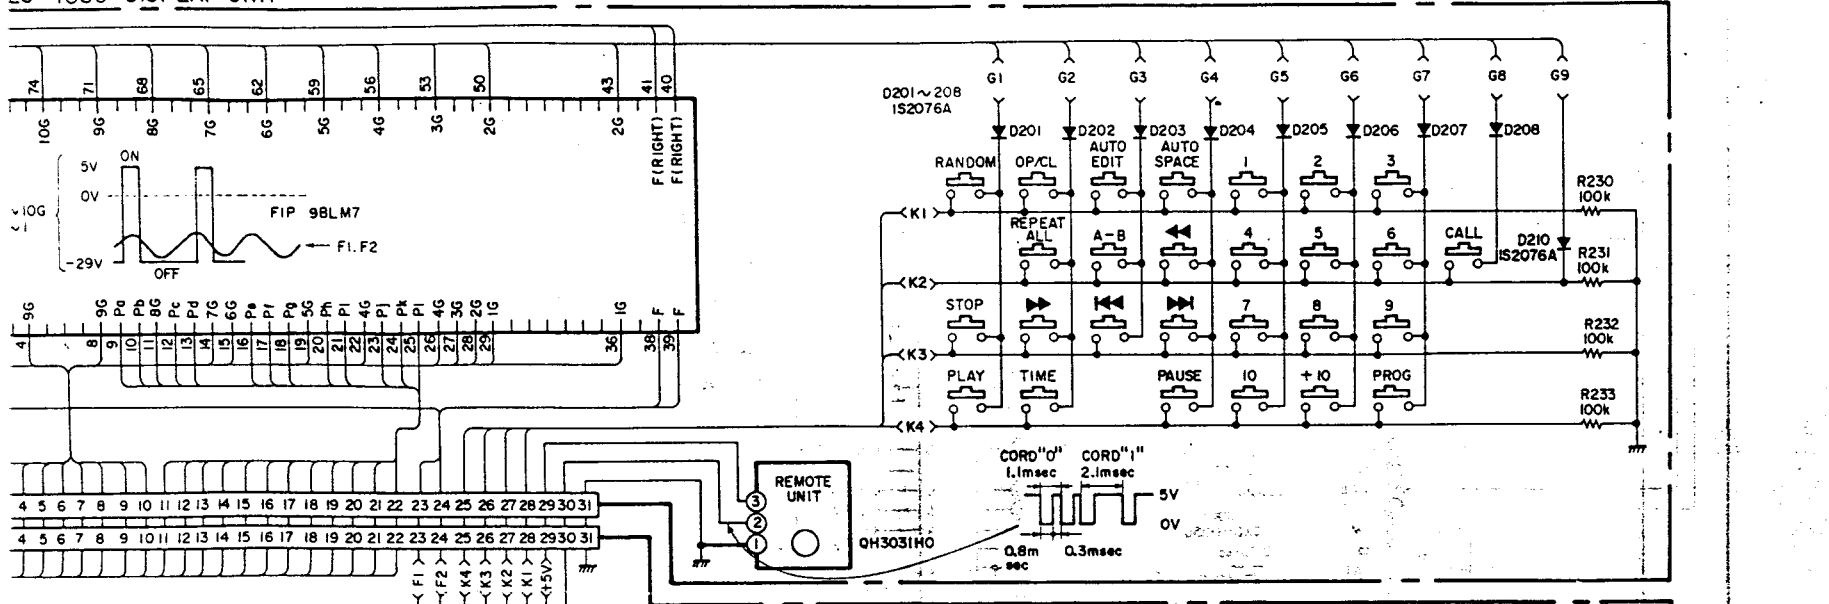 74 71 68 65 62 59 56 53 50 43 41 40
10G 9G 8G 7G 6G 5G 4G 3G 2G 2G F(RIGHT) F(RIGHT)
G1 G2 G3 G4 G5 G6 G7 G8 G9
D201~208
1S2076A
D201 D202 D203 D204 D205 D206 D207 D208
ON
5V
0V
-29V
OFF
10G
FIP 9BLM7
F1.F2
RANDOM OP/CL AUTO EDIT AUTO SPACE 1 2 3
R230
100k
K1
REPEAT ALL A-B ◀◀ 4 5 6 CALL
D210
1S2076A
R231
100k
K2
STOP ▶▶ |◀◀ ▶▶| 7 8 9
R232
100k
K3
PLAY TIME PAUSE 10 +10 PROG
R233
100k
K4
9G 9G Pa Pb 8G Pc Pd 7G 6G Pe Pf Pg 5G Ph Pi 4G Pj Pk Pl 4G 3G 2G 1G 1G F F
4 8 9 10 11 12 13 14 15 16 17 18 19 20 21 22 23 24 25 26 27 28 29 36 38 39
CORD"0" CORD"1"
1.1msec 2.1msec
5V
0V
0.8m sec
0.3msec
REMOTE
UNIT
3
2
1
QH3031H0
4 5 6 7 8 9 10 11 12 13 14 15 16 17 18 19 20 21 22 23 24 25 26 27 28 29 30 31
4 5 6 7 8 9 10 11 12 13 14 15 16 17 18 19 20 21 22 23 24 25 26 27 28 29 30 31
F1 F2 K4 K3 K2 K1 +5V